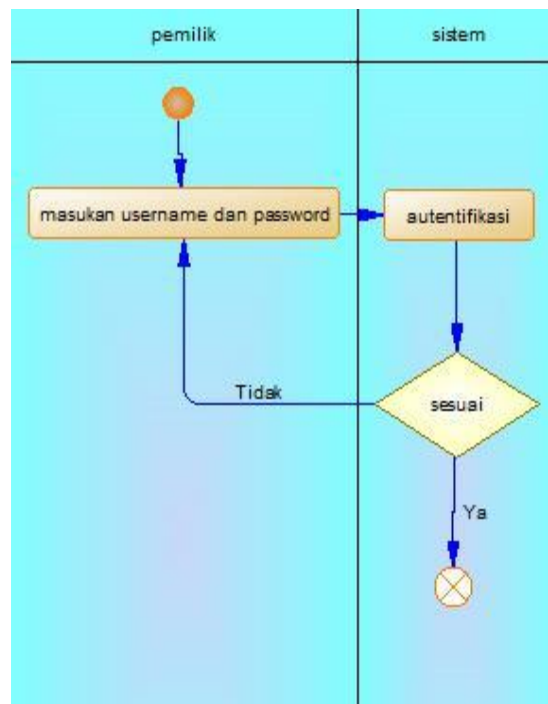 pemilik
sistem
masukan username dan password
autentifikasi
Tidak
sesuai
Ya